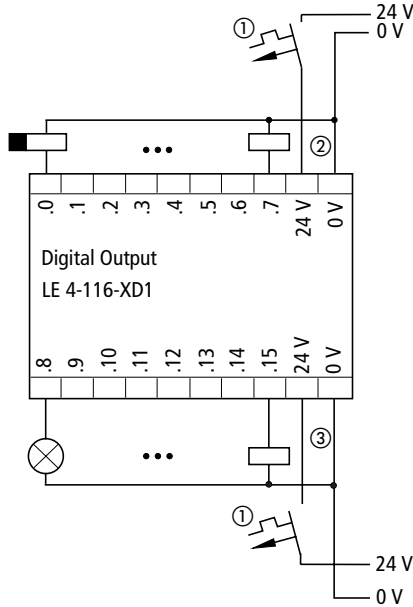 24 V
① 0 V
... ②
.0 .1 .2 .3 .4 .5 .6 .7 24 V 0 V
Digital Output
LE 4-116-XD1
.8 .9 .10 .11 .12 .13 .14 .15 24 V 0 V
... ③
①
24 V
0 V